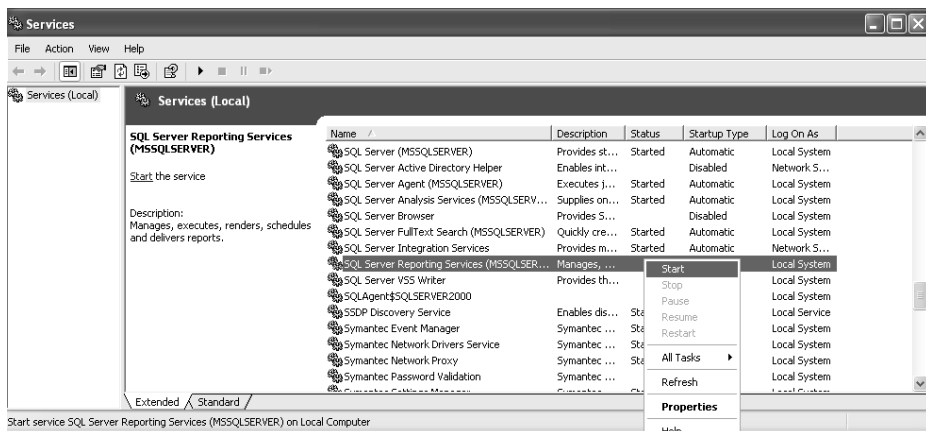 Services
File Action View Help
Services (Local)
Services (Local)
SQL Server Reporting Services
(MSSQLSERVER)
Start the service
Description:
Manages, executes, renders, schedules
and delivers reports.
Name Description Status Startup Type Log On As
SQL Server (MSSQLSERVER) Provides st... Started Automatic Local System
SQL Server Active Directory Helper Enables int... Disabled Network S...
SQL Server Agent (MSSQLSERVER) Executes j... Started Automatic Local System
SQL Server Analysis Services (MSSQLSERV... Supplies on... Started Automatic Local System
SQL Server Browser Provides S... Disabled Local System
SQL Server FullText Search (MSSQLSERVER) Quickly cre... Started Automatic Local System
SQL Server Integration Services Provides m... Started Automatic Network S...
SQL Server Reporting Services (MSSQLSER... Manages, ... Local System
SQL Server VSS Writer Provides th... Local System
SQLAgent$SQLSERVER2000 Local System
SSDP Discovery Service Enables dis... Sta Local Service
Symantec Event Manager Symantec ... Sta Local System
Symantec Network Drivers Service Symantec ... Sta Local System
Symantec Network Proxy Symantec ... Sta Local System
Symantec Password Validation Symantec ... Local System
Start
Stop
Pause
Resume
Restart
All Tasks
Refresh
Properties
Help
Extended Standard
Start service SQL Server Reporting Services (MSSQLSERVER) on Local Computer